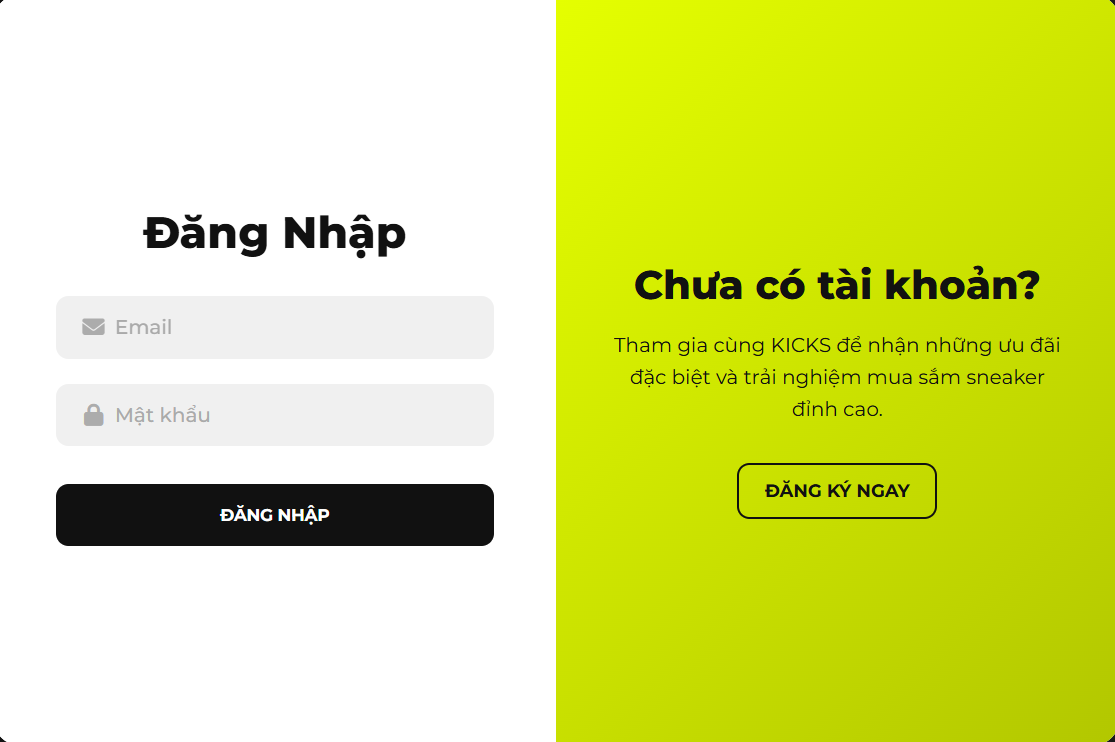 Đăng Nhập
Email
Mật khẩu
ĐĂNG NHẬP
Chưa có tài khoản?
Tham gia cùng KICKS để nhận những ưu đãi
đặc biệt và trải nghiệm mua sắm sneaker
đỉnh cao.
ĐĂNG KÝ NGAY